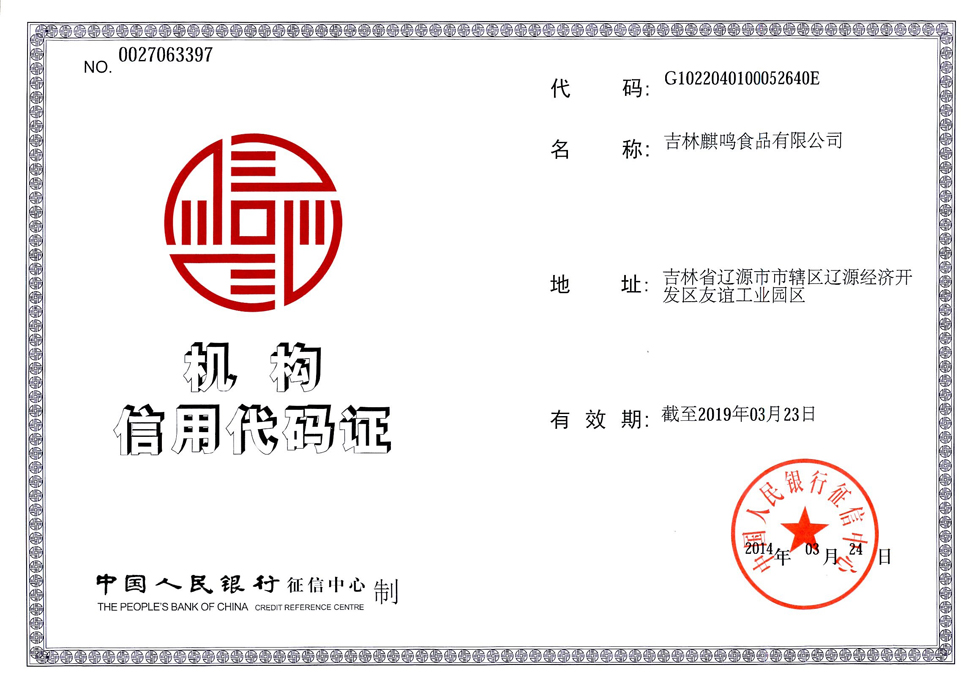 NO. 0027063397
机构
信用代码证
中国人民银行征信中心制
THE PEOPLE'S BANK OF CHINA CREDIT REFERENCE CENTRE
代码: G1022040100052640E
名称: 吉林麒鸣食品有限公司
地址: 吉林省辽源市市辖区辽源经济开
发区友谊工业园区
有效期: 截至2019年03月23日
中国人民银行征信中心
2014年03月24日